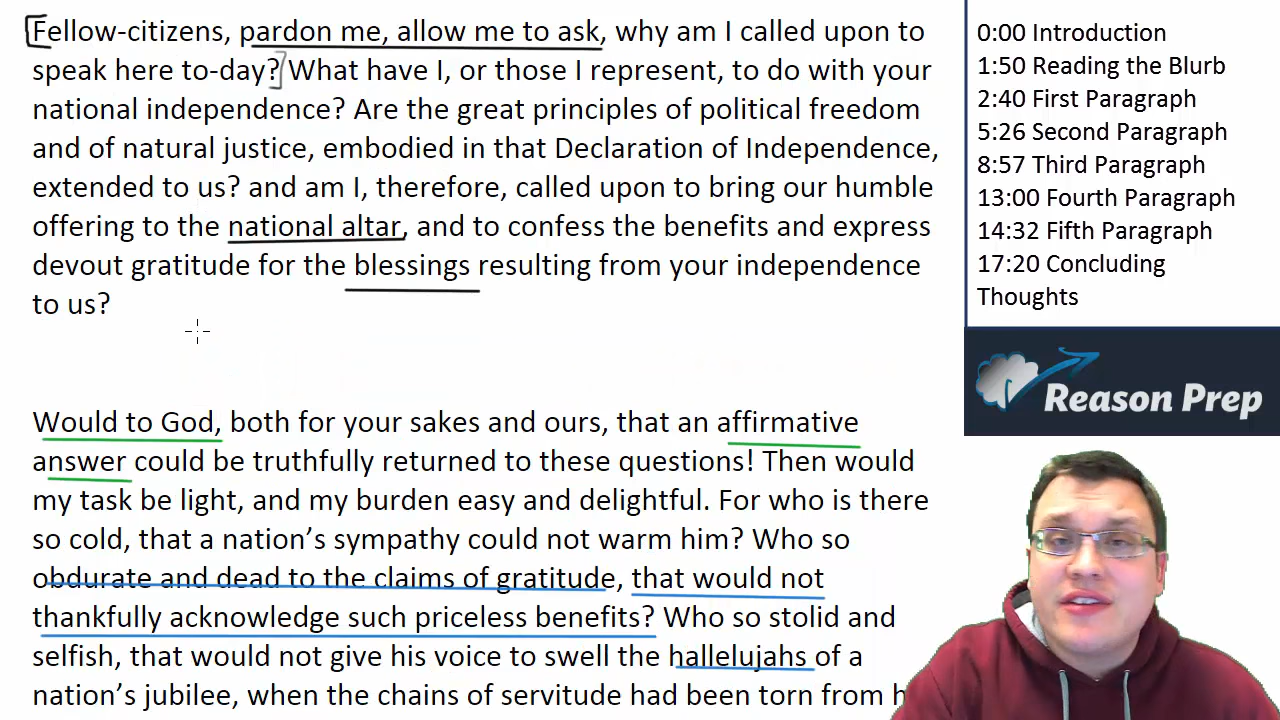 Fellow-citizens, pardon me, allow me to ask, why am I called upon to
speak here to-day? What have I, or those I represent, to do with your
national independence? Are the great principles of political freedom
and of natural justice, embodied in that Declaration of Independence,
extended to us? and am I, therefore, called upon to bring our humble
offering to the national altar, and to confess the benefits and express
devout gratitude for the blessings resulting from your independence
to us?
Would to God, both for your sakes and ours, that an affirmative
answer could be truthfully returned to these questions! Then would
my task be light, and my burden easy and delightful. For who is there
so cold, that a nation’s sympathy could not warm him? Who so
obdurate and dead to the claims of gratitude, that would not
thankfully acknowledge such priceless benefits? Who so stolid and
selfish, that would not give his voice to swell the hallelujahs of a
nation’s jubilee, when the chains of servitude had been torn from
0:00 Introduction
1:50 Reading the Blurb
2:40 First Paragraph
5:26 Second Paragraph
8:57 Third Paragraph
13:00 Fourth Paragraph
14:32 Fifth Paragraph
17:20 Concluding
Thoughts
Reason Prep